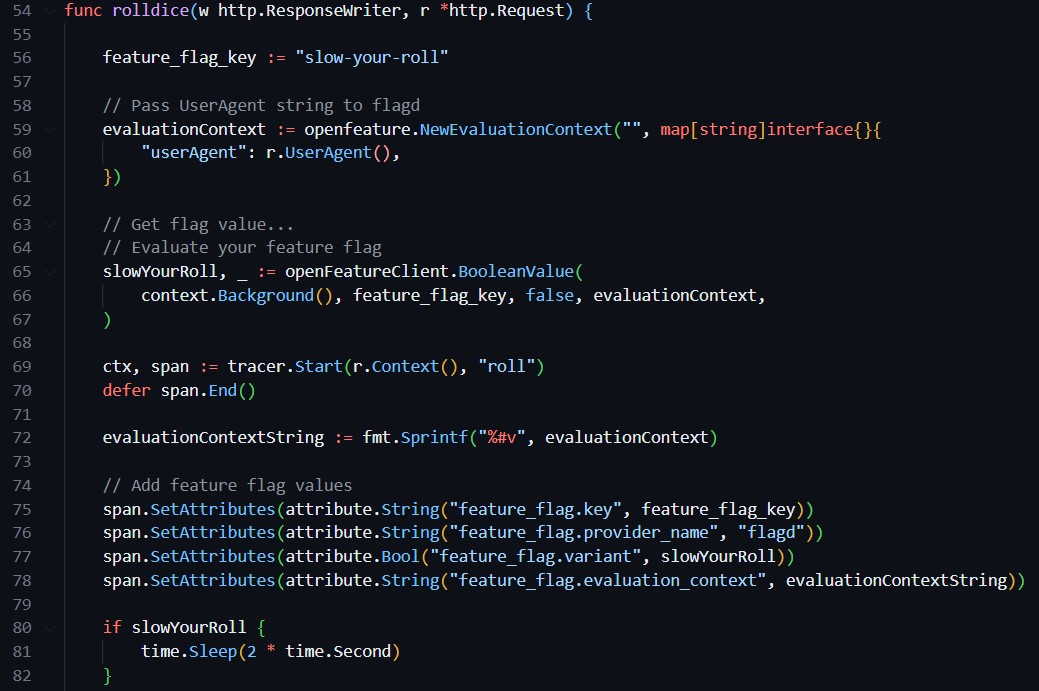 54 func rolldice(w http.ResponseWriter, r *http.Request) {
55
56     feature_flag_key := "slow-your-roll"
57
58     // Pass UserAgent string to flagd
59     evaluationContext := openfeature.NewEvaluationContext("", map[string]interface{}{
60         "userAgent": r.UserAgent(),
61     })
62
63     // Get flag value...
64     // Evaluate your feature flag
65     slowYourRoll, _ := openFeatureClient.BooleanValue(
66         context.Background(), feature_flag_key, false, evaluationContext,
67     )
68
69     ctx, span := tracer.Start(r.Context(), "roll")
70     defer span.End()
71
72     evaluationContextString := fmt.Sprintf("%#v", evaluationContext)
73
74     // Add feature flag values
75     span.SetAttributes(attribute.String("feature_flag.key", feature_flag_key))
76     span.SetAttributes(attribute.String("feature_flag.provider_name", "flagd"))
77     span.SetAttributes(attribute.Bool("feature_flag.variant", slowYourRoll))
78     span.SetAttributes(attribute.String("feature_flag.evaluation_context", evaluationContextString))
79
80     if slowYourRoll {
81         time.Sleep(2 * time.Second)
82     }